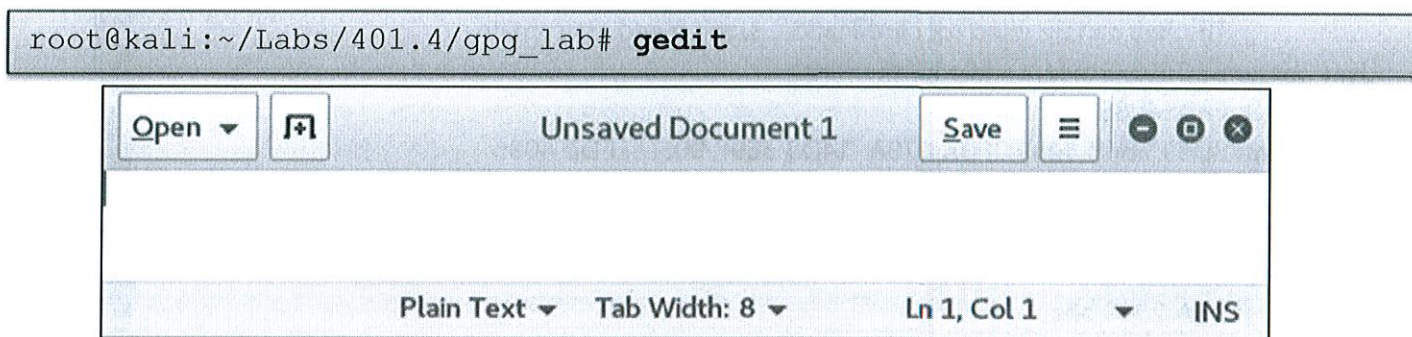 root@kali:~/Labs/401.4/gpg_lab# gedit
Open Unsaved Document 1 Save
Plain Text Tab Width: 8 Ln 1, Col 1 INS